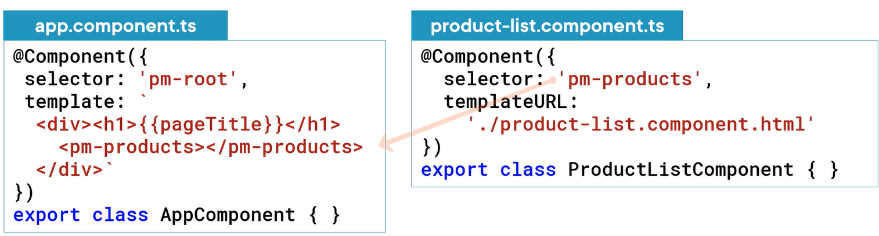 app.component.ts
@Component({
 selector: 'pm-root',
 template: `
  <div><h1>{{pageTitle}}</h1>
    <pm-products></pm-products>
  </div>`
})
export class AppComponent { }
product-list.component.ts
@Component({
  selector: 'pm-products',
  templateURL:
    './product-list.component.html'
})
export class ProductListComponent { }